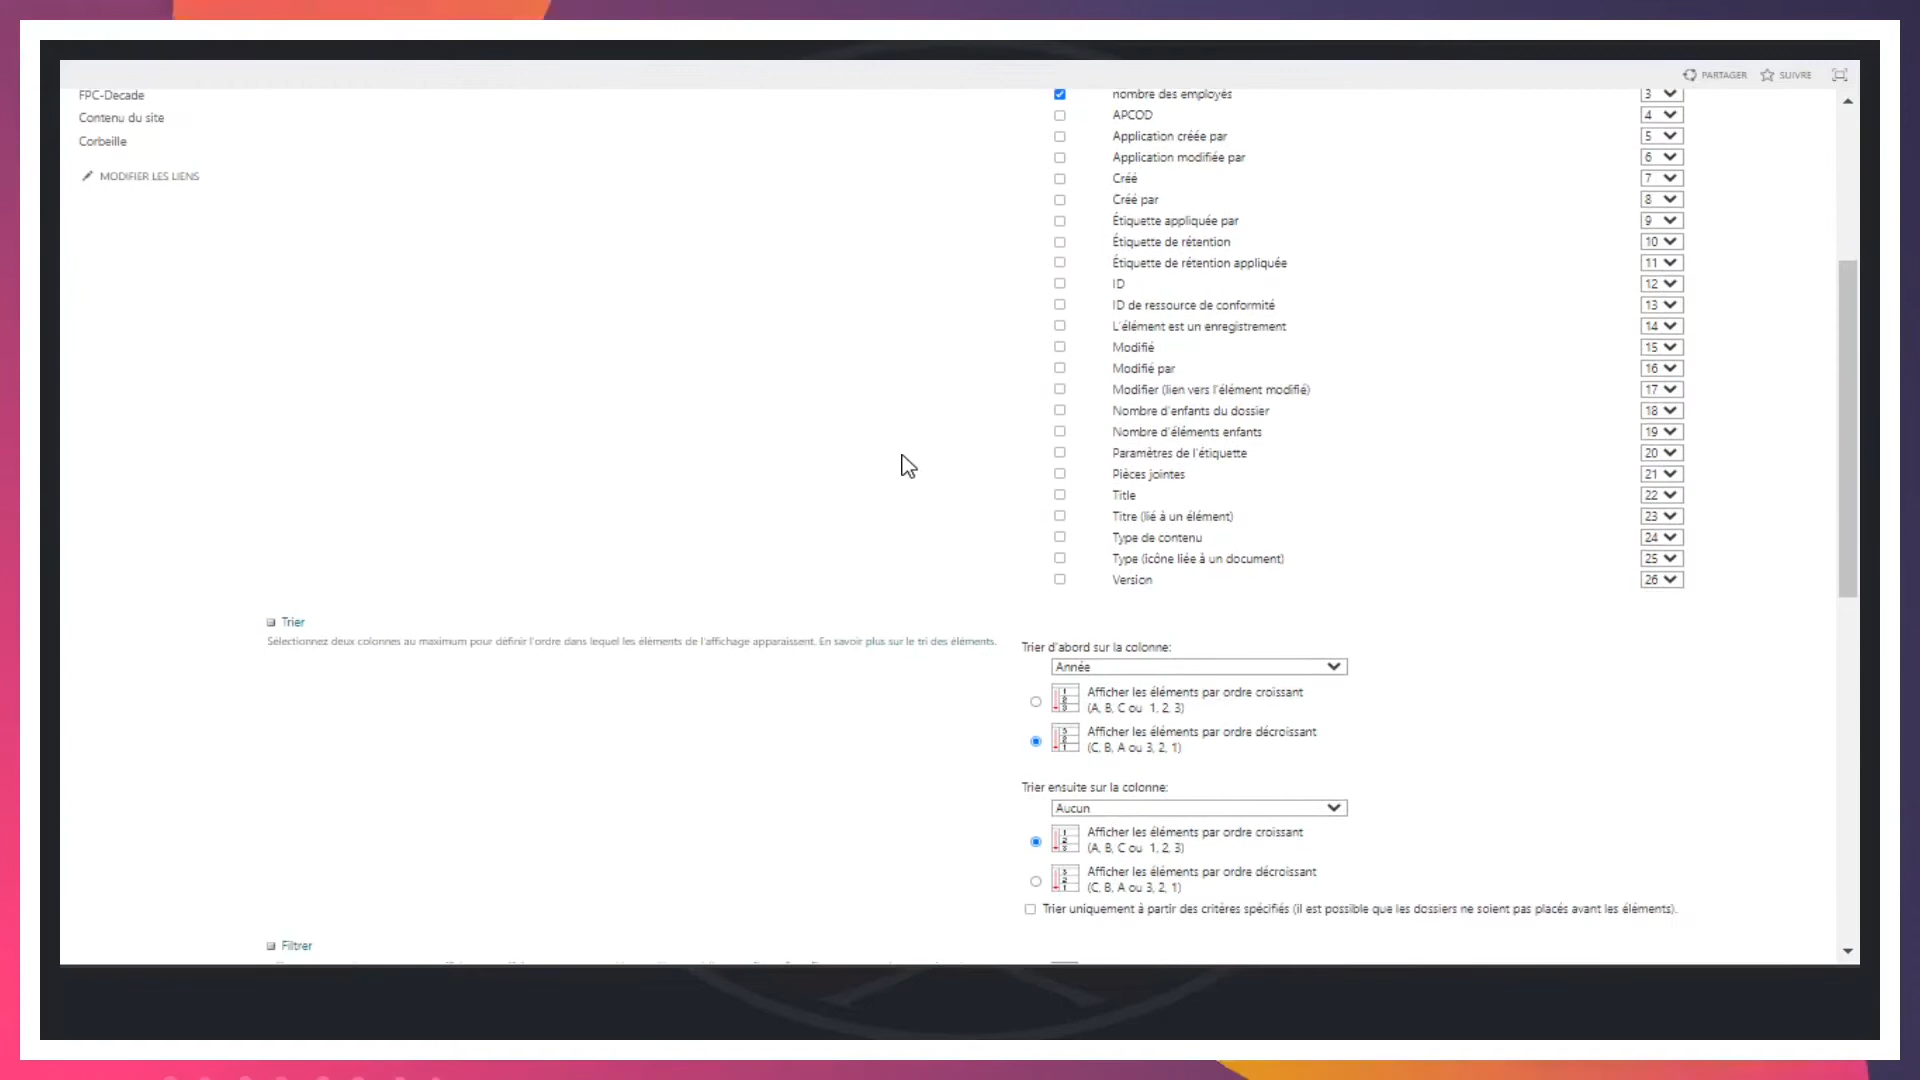 PARTAGER SUIVRE
FPC-Decade
Contenu du site
Corbeille
MODIFIER LES LIENS
nombre des employés 3
APCOD 4
Application créée par 5
Application modifiée par 6
Créé 7
Créé par 8
Étiquette appliquée par 9
Étiquette de rétention 10
Étiquette de rétention appliquée 11
ID 12
ID de ressource de conformité 13
L'élément est un enregistrement 14
Modifié 15
Modifié par 16
Modifier (lien vers l'élément modifié) 17
Nombre d'enfants du dossier 18
Nombre d'éléments enfants 19
Paramètres de l'étiquette 20
Pièces jointes 21
Title 22
Titre (lié à un élément) 23
Type de contenu 24
Type (icône liée à un document) 25
Version 26
Trier
Sélectionnez deux colonnes au maximum pour définir l'ordre dans lequel les éléments de l'affichage apparaissent. En savoir plus sur le tri des éléments.
Trier d'abord sur la colonne:
Année
Afficher les éléments par ordre croissant
(A, B, C ou 1, 2, 3)
Afficher les éléments par ordre décroissant
(C, B, A ou 3, 2, 1)
Trier ensuite sur la colonne:
Aucun
Afficher les éléments par ordre croissant
(A, B, C ou 1, 2, 3)
Afficher les éléments par ordre décroissant
(C, B, A ou 3, 2, 1)
Trier uniquement à partir des critères spécifiés (il est possible que les dossiers ne soient pas placés avant les éléments).
Filtrer